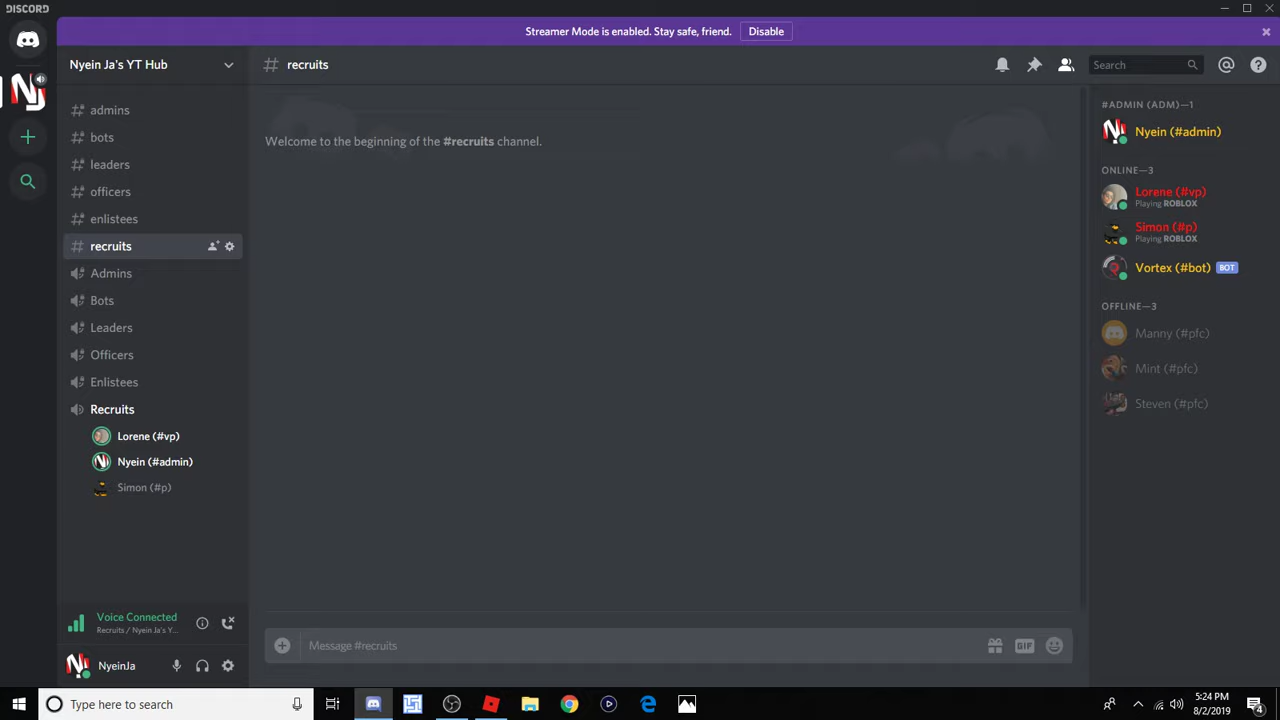 DISCORD
Streamer Mode is enabled. Stay safe, friend. Disable
Nyein Ja's YT Hub
recruits
Search
admins
bots
leaders
officers
enlistees
recruits
Admins
Bots
Leaders
Officers
Enlistees
Recruits
Lorene (#vp)
Nyein (#admin)
Simon (#p)
Voice Connected
Recruits / Nyein Ja's Y...
NyeinJa
Welcome to the beginning of the #recruits channel.
Message #recruits
GIF
#ADMIN (ADM)—1
Nyein (#admin)
ONLINE—3
Lorene (#vp)
Playing ROBLOX
Simon (#p)
Playing ROBLOX
Vortex (#bot) BOT
OFFLINE—3
Manny (#pfc)
Mint (#pfc)
Steven (#pfc)
Type here to search
5:24 PM
8/2/2019
4